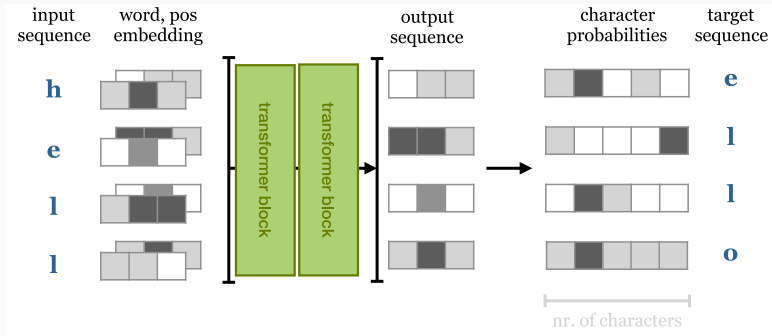 input
sequence
word, pos
embedding
output
sequence
character
probabilities
target
sequence
h
e
l
l
transformer block
transformer block
e
l
l
o
nr. of characters